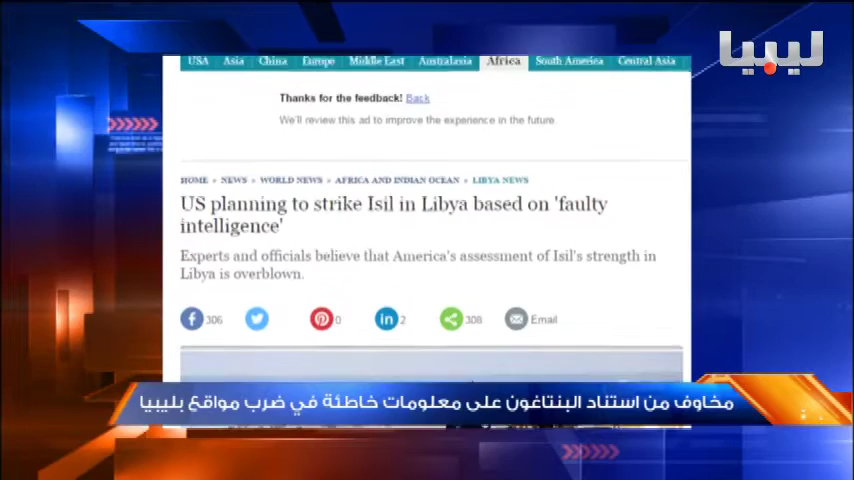 ليبيا
USA Asia China Europe Middle East Australasia Africa South America Central Asia
Thanks for the feedback! Back
We'll review this ad to improve the experience in the future
HOME » NEWS » WORLD NEWS » AFRICA AND INDIAN OCEAN » LIBYA NEWS
US planning to strike Isil in Libya based on 'faulty
intelligence'
Experts and officials believe that America's assessment of Isil's strength in
Libya is overblown.
306 0 2 308 Email
مخاوف من استناد البنتاغون على معلومات خاطئة في ضرب مواقع بليبيا